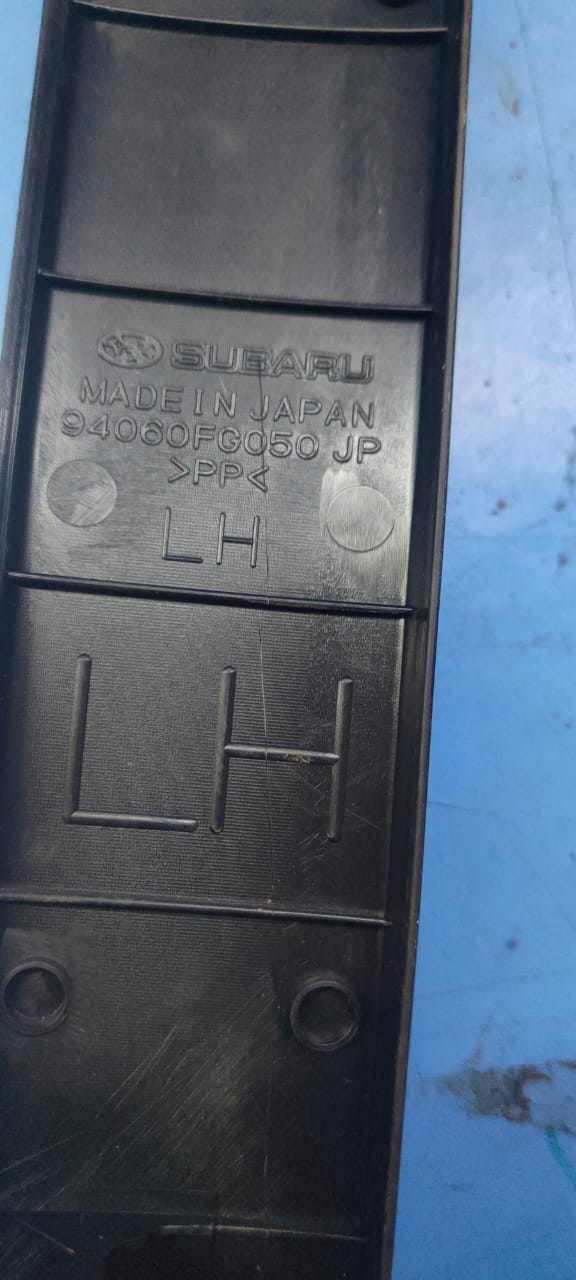 SUBARU
MADE IN JAPAN
94060FG050 JP
>PP<
LH
LH